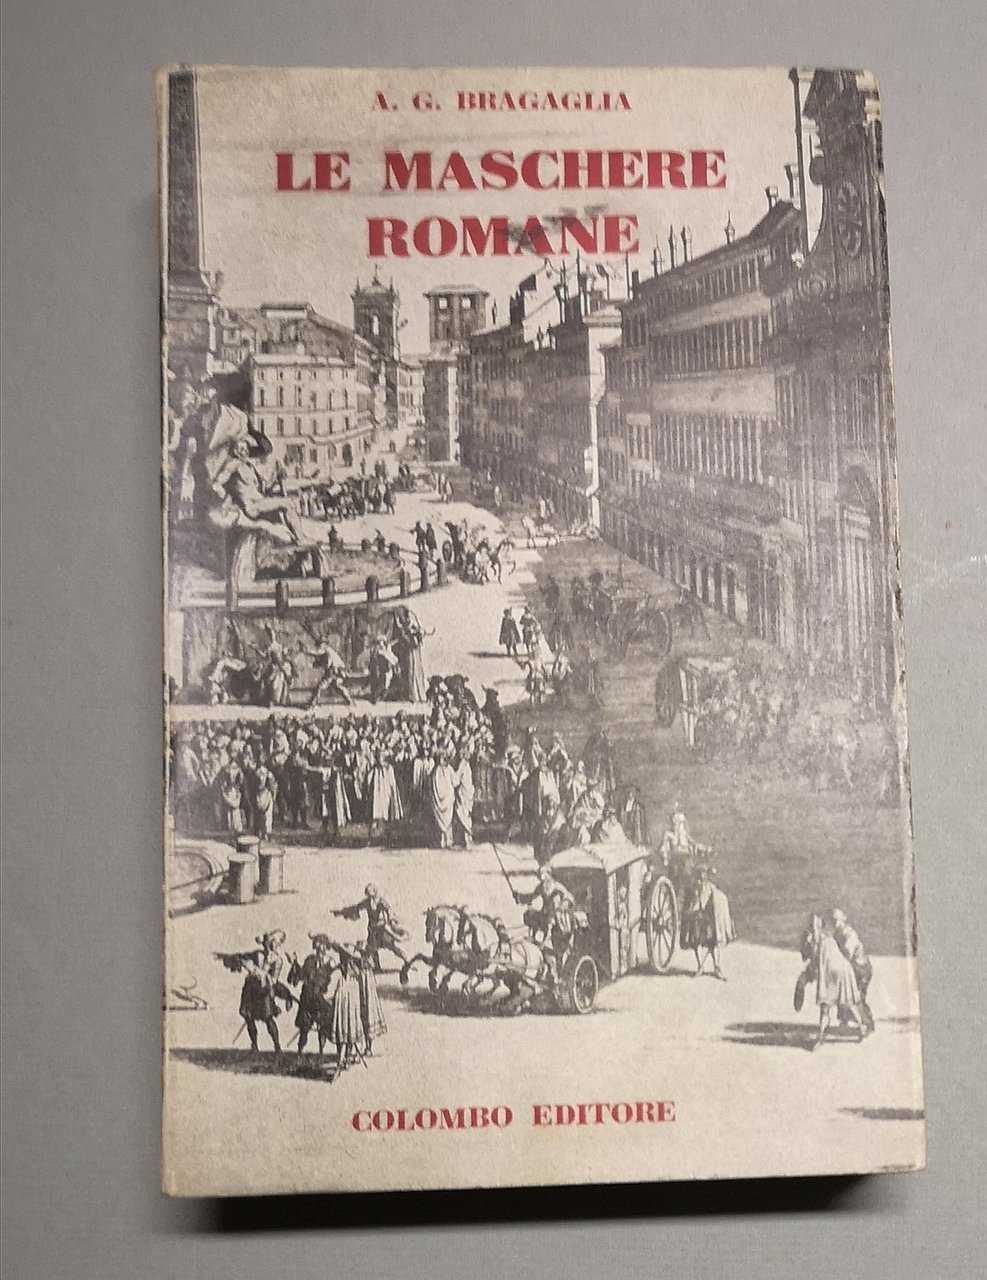 A. G. BRAGAGLIA
LE MASCHERE
ROMANE
COLOMBO EDITORE